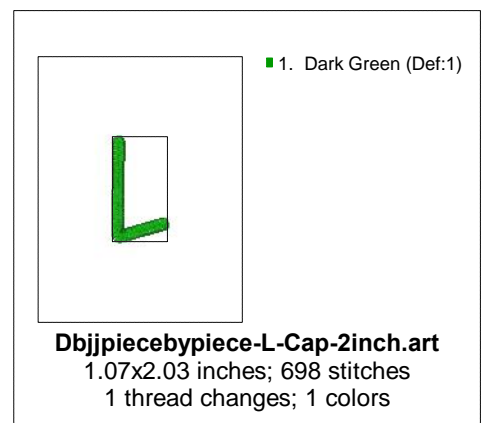 1. Dark Green (Def:1)
L
Dbjjpiecebypiece-L-Cap-2inch.art
1.07x2.03 inches; 698 stitches
1 thread changes; 1 colors